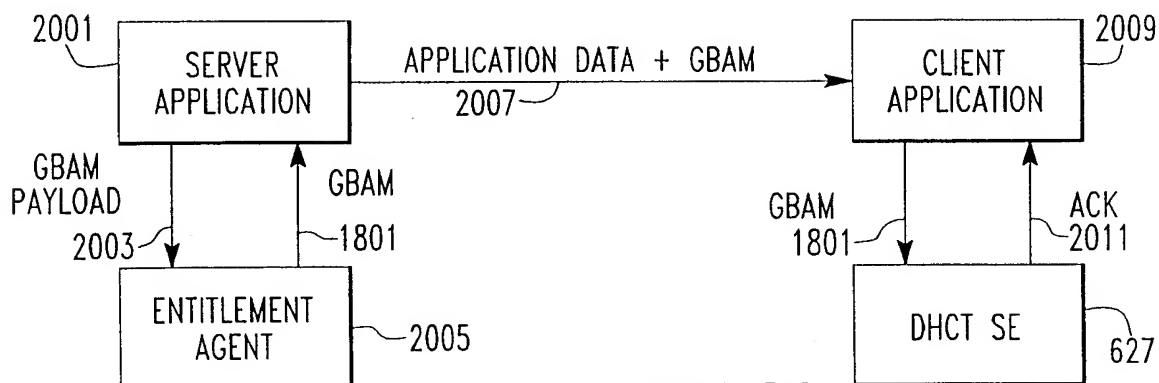 2001
SERVER
APPLICATION
APPLICATION DATA + GBAM
2007
CLIENT
APPLICATION
2009
GBAM
PAYLOAD
2003
GBAM
1801
GBAM
1801
ACK
2011
ENTITLEMENT
AGENT
2005
DHCT SE
627